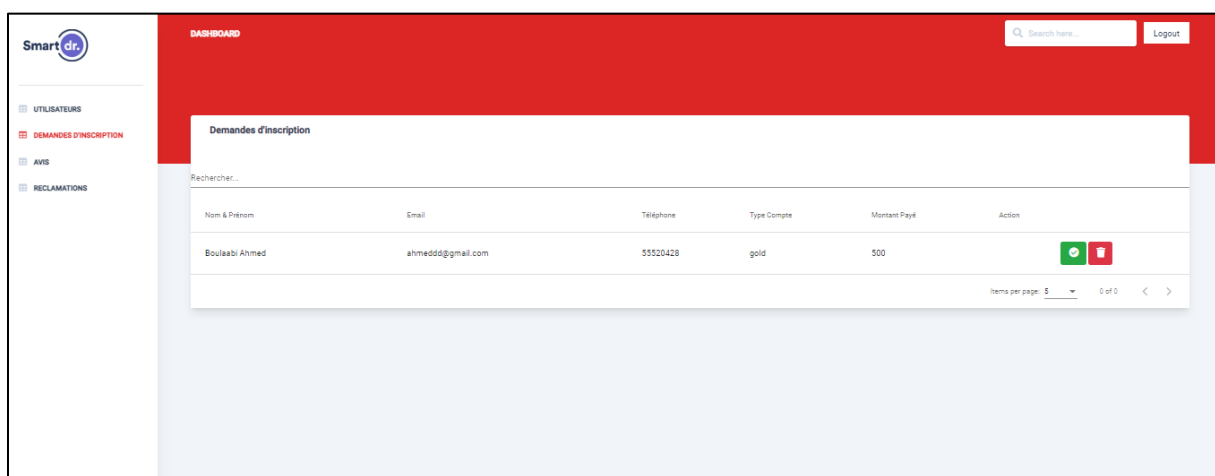 Smart dr.
DASHBOARD
Search here...
Logout
UTILISATEURS
DEMANDES D'INSCRIPTION
AVIS
RECLAMATIONS
Demandes d'inscription
Rechercher...
Nom & Prénom Email Téléphone Type Compte Montant Payé Action
Boulaabi Ahmed ahmeddd@gmail.com 55520428 gold 500
Items per page: 5 0 of 0